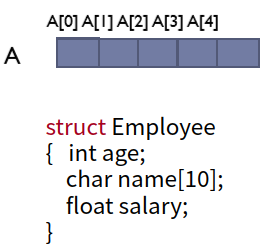 A[0] A[1] A[2] A[3] A[4]
A
struct Employee
{ int age;
char name[10];
float salary;
}